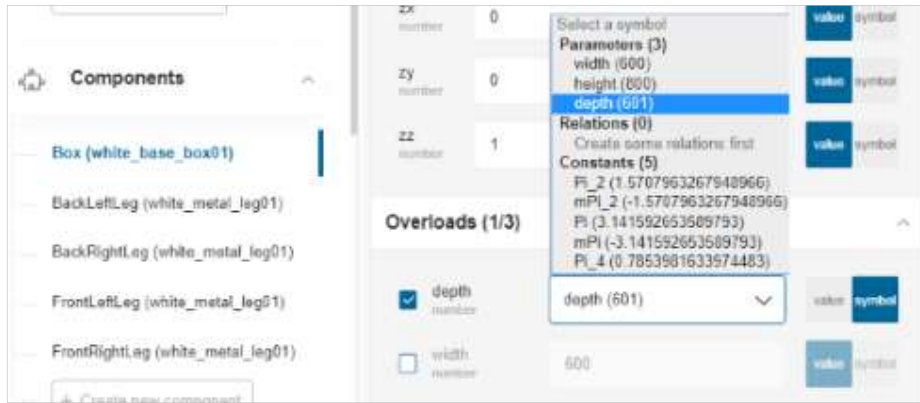 Components
Box (white_base_box01)
BackLeftLeg (white_metal_leg01)
BackRightLeg (white_metal_leg01)
FrontLeftLeg (white_metal_leg01)
FrontRightLeg (white_metal_leg01)
+ Create new component
zx
number
0
value symbol
zy
number
0
value symbol
zz
number
1
value symbol
Select a symbol
Parameters (3)
width (600)
height (800)
depth (601)
Relations (0)
Create some relations first
Constants (5)
Pi_2 (1.5707963267948966)
mPi_2 (-1.5707963267948966)
Pi (3.141592653589793)
mPi (-3.141592653589793)
Pi_4 (0.7853981633974483)
Overloads (1/3)
depth
number
depth (601)
value symbol
width
number
600
value symbol